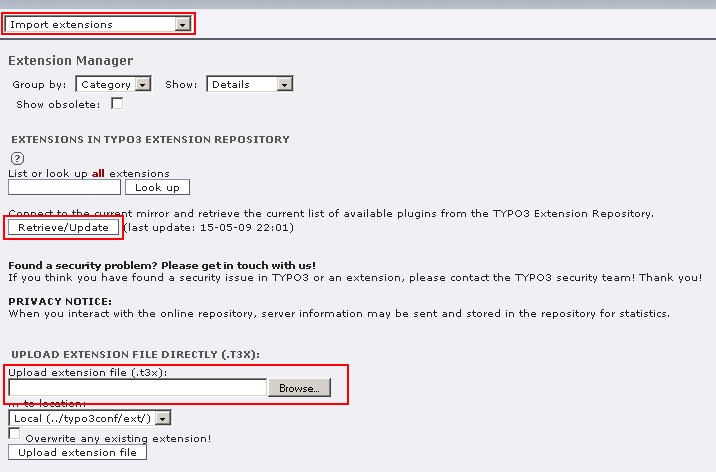 Import extensions
Extension Manager
Group by: Category Show: Details
Show obsolete:
EXTENSIONS IN TYPO3 EXTENSION REPOSITORY
?
List or look up all extensions
Look up
Connect to the current mirror and retrieve the current list of available plugins from the TYPO3 Extension Repository.
Retrieve/Update (last update: 15-05-09 22:01)
Found a security problem? Please get in touch with us!
If you think you have found a security issue in TYPO3 or an extension, please contact the TYPO3 security team! Thank you!
PRIVACY NOTICE:
When you interact with the online repository, server information may be sent and stored in the repository for statistics.
UPLOAD EXTENSION FILE DIRECTLY (.T3X):
Upload extension file (.t3x):
Browse...
... to location:
Local (../typo3conf/ext/)
Overwrite any existing extension!
Upload extension file